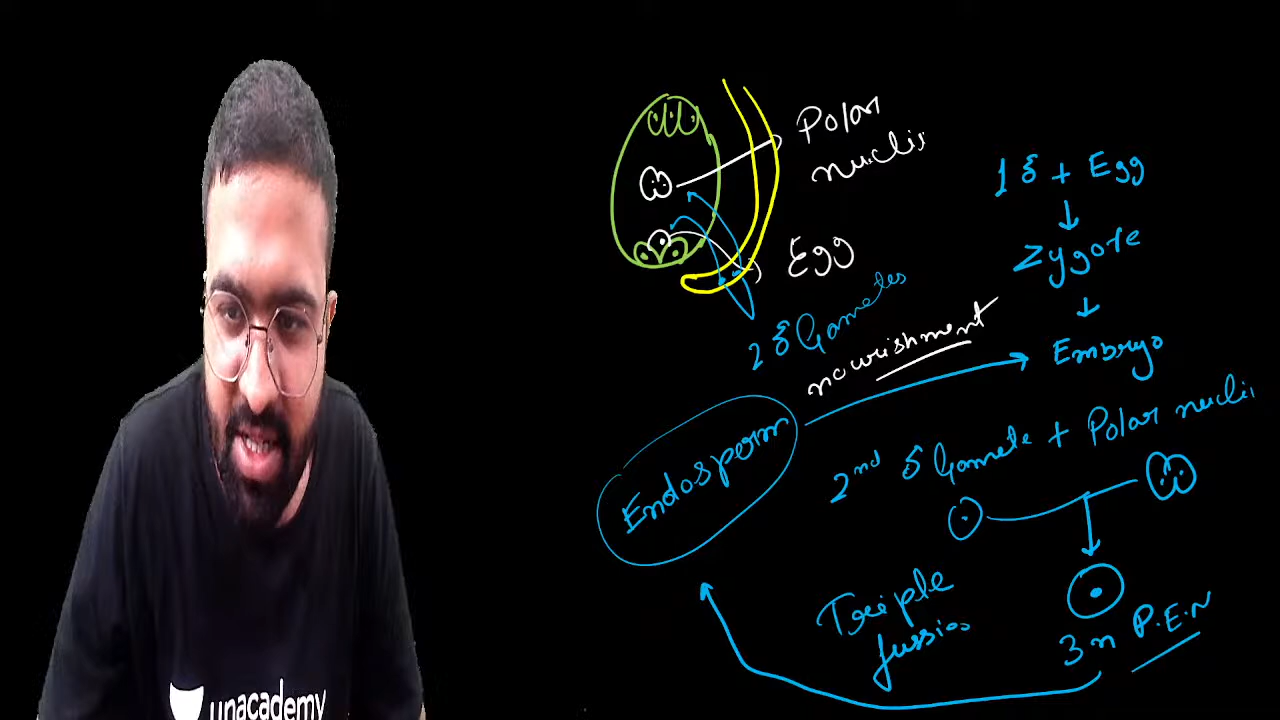 Polar
nuclii
Egg
2 ♂ Gametes
1 ♂ + Egg
↓
Zygote
↓
Embryo
nourishment
Endosperm
2nd ♂ Gamete + Polar nuclii
Triple
fussion
3n P.E.N
unacademy